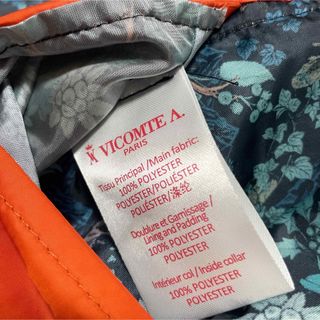 VICOMTE A.
PARIS
Tissu Principal /Main fabric:
100% POLYESTER
POLYESTER/POLIÉSTER
POLIÉSTER/涤纶
Doublure et Garnissage/
Lining and Padding
100% POLYESTER
POLYESTER
Intérieur col / Inside collar
100% POLYESTER
POLYESTER